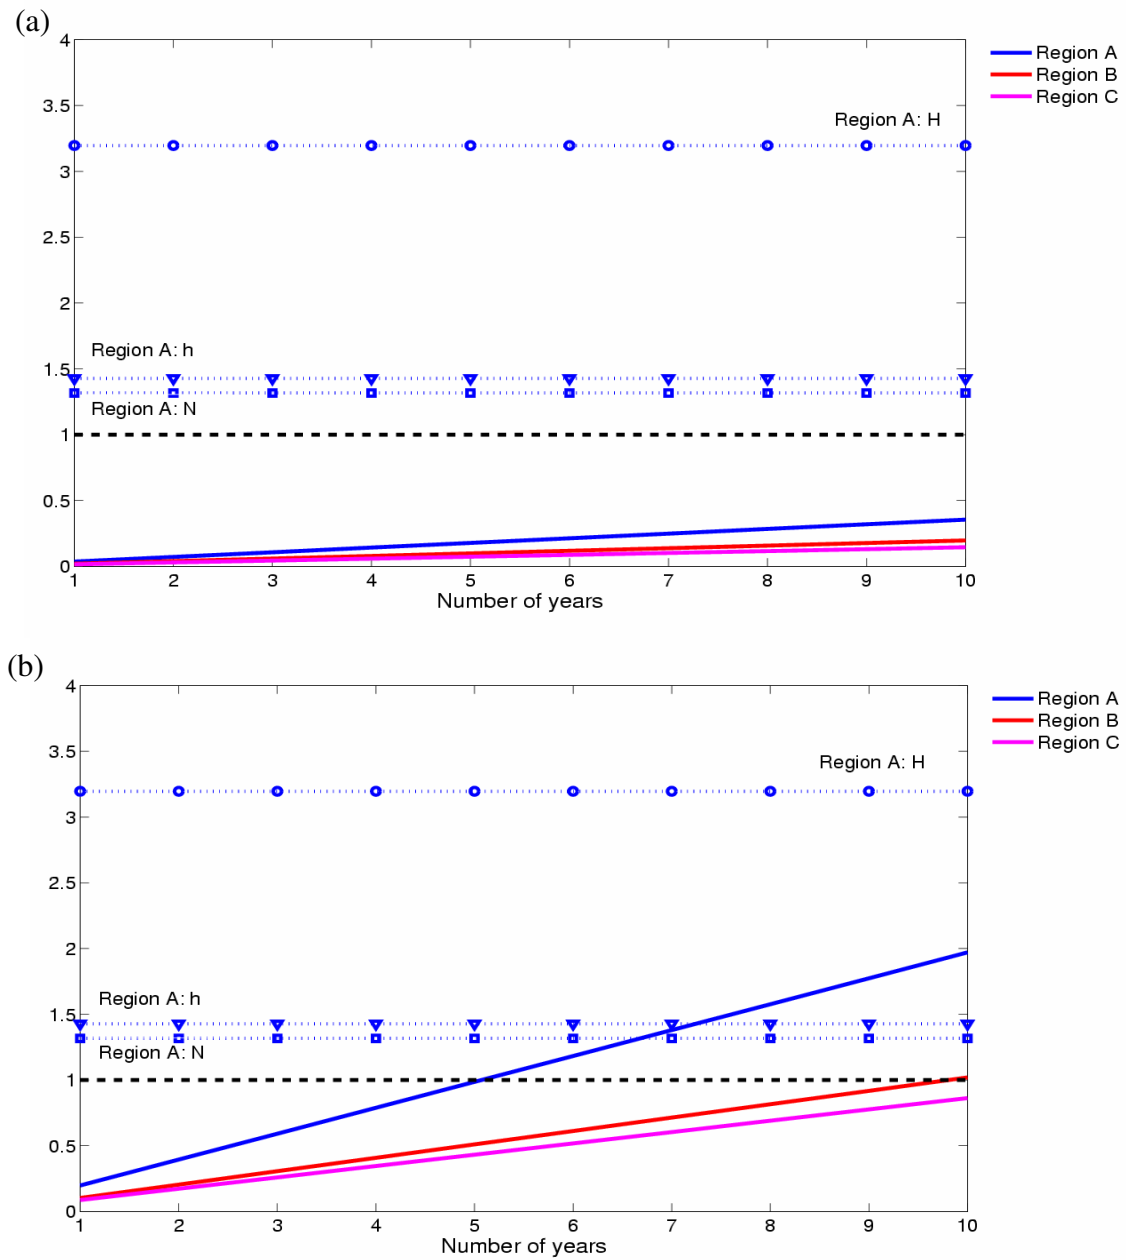 (a)
4
3.5
3
2.5
2
1.5
1
0.5
0
Region A: H
Region A: h
Region A: N
1 2 3 4 5 6 7 8 9 10
Number of years
Region A
Region B
Region C
(b)
4
3.5
3
2.5
2
1.5
1
0.5
0
Region A: H
Region A: h
Region A: N
1 2 3 4 5 6 7 8 9 10
Number of years
Region A
Region B
Region C